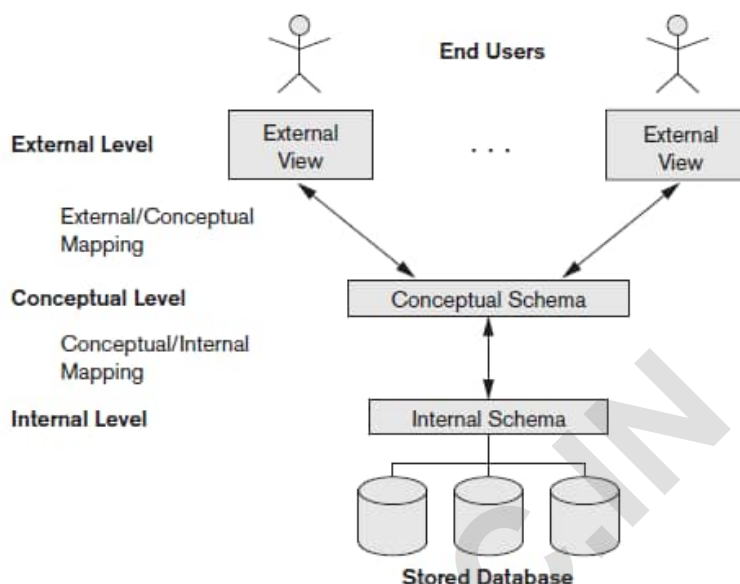 End Users
External Level
External
View
. . .
External
View
External/Conceptual
Mapping
Conceptual Level
Conceptual Schema
Conceptual/Internal
Mapping
Internal Level
Internal Schema
Stored Database
C.IN